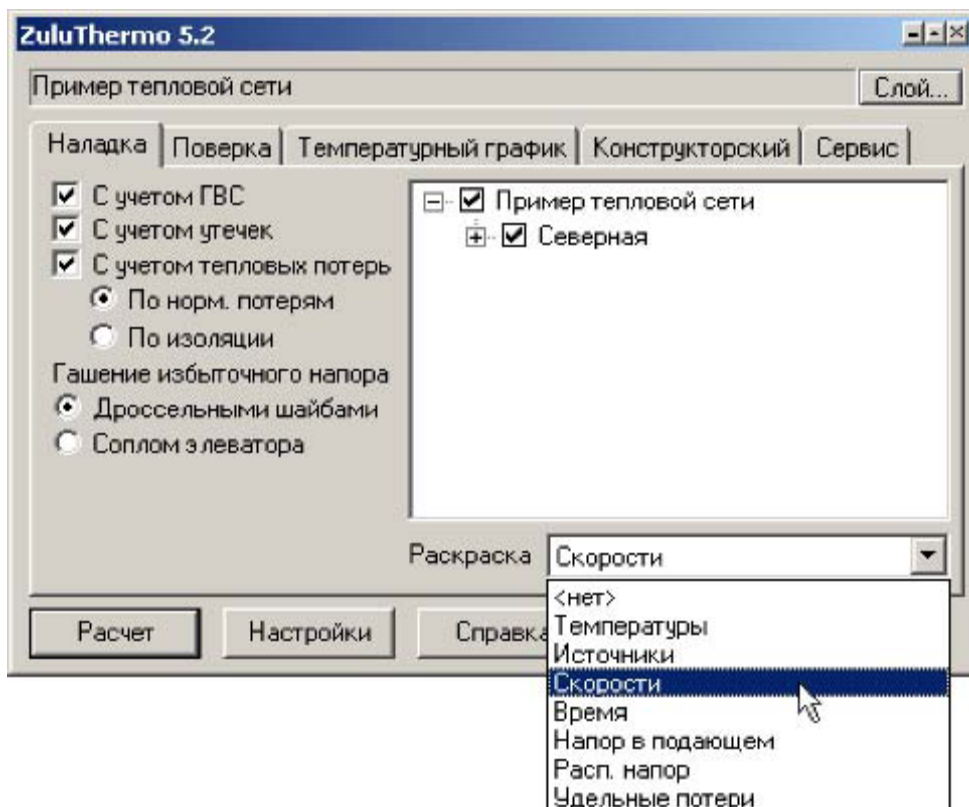 ZuluThermo 5.2
Пример тепловой сети
Слой...
Наладка Поверка Температурный график Конструкторский Сервис
С учетом ГВС
С учетом утечек
С учетом тепловых потерь
По норм. потерям
По изоляции
Гашение избыточного напора
Дроссельными шайбами
Соплом элеватора
Пример тепловой сети
Северная
Раскраска Скорости
<нет>
Температуры
Источники
Скорости
Время
Напор в подающем
Расп. напор
Удельные потери
Расчет Настройки Справка